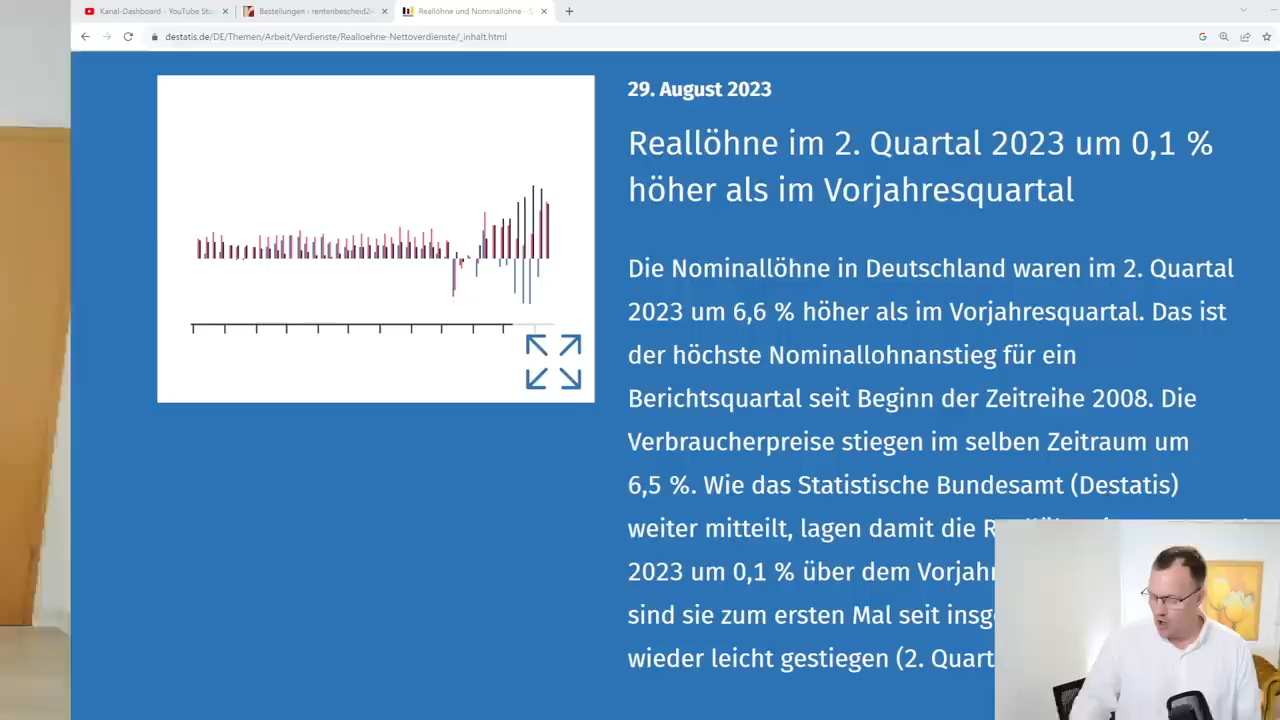 Kanal-Dashboard - YouTube Stu
Bestellungen ‹ rentenbescheid24
Reallöhne und Nominallöhne - S
destatis.de/DE/Themen/Arbeit/Verdienste/Realloehne-Nettoverdienste/_inhalt.html
29. August 2023
Reallöhne im 2. Quartal 2023 um 0,1 %
höher als im Vorjahresquartal
Die Nominallöhne in Deutschland waren im 2. Quartal
2023 um 6,6 % höher als im Vorjahresquartal. Das ist
der höchste Nominallohnanstieg für ein
Berichtsquartal seit Beginn der Zeitreihe 2008. Die
Verbraucherpreise stiegen im selben Zeitraum um
6,5 %. Wie das Statistische Bundesamt (Destatis)
weiter mitteilt, lagen damit die
2023 um 0,1 % über dem Vorjahr
sind sie zum ersten Mal seit insg
wieder leicht gestiegen (2. Quart